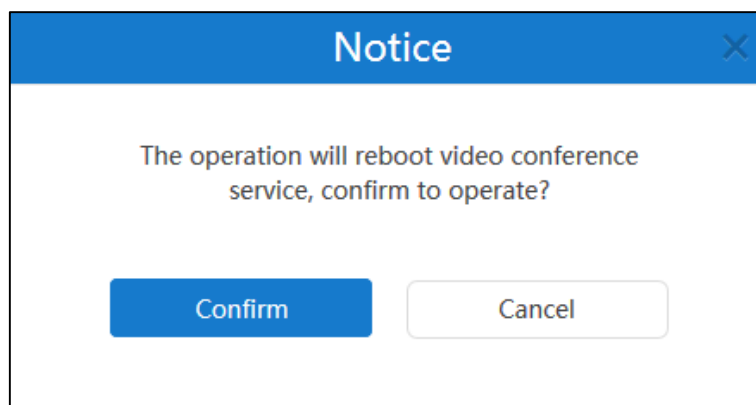 Notice
The operation will reboot video conference
service, confirm to operate?
Confirm
Cancel